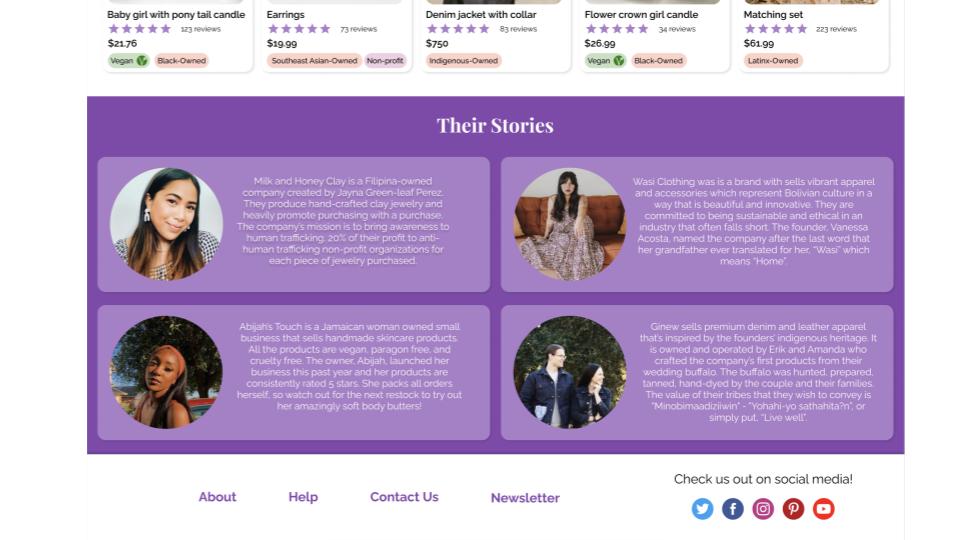 Baby girl with pony tail candle
123 reviews
$21.76
Vegan Black-Owned
Earrings
73 reviews
$19.99
Southeast Asian-Owned Non-profit
Denim jacket with collar
83 reviews
$750
Indigenous-Owned
Flower crown girl candle
34 reviews
$26.99
Vegan Black-Owned
Matching set
223 reviews
$61.99
Latinx-Owned
Their Stories
Milk and Honey Clay is a Filipina-owned
company created by Jayna Green-leaf Perez.
They produce hand-crafted clay jewelry and
heavily promote purchasing with a purchase.
The company's mission is to bring awareness to
human trafficking. 20% of their profit to anti-
human trafficking non-profit organizations for
each piece of jewelry purchased.
Wasi Clothing was is a brand with sells vibrant apparel
and accessories which represent Bolivian culture in a
way that is beautiful and innovative. They are
committed to being sustainable and ethical in an
industry that often falls short. The founder, Vanessa
Acosta, named the company after the last word that
her grandfather ever translated for her, "Wasi" which
means "Home".
Abijah's Touch is a Jamaican woman owned small
business that sells handmade skincare products.
All the products are vegan, paragon free, and
cruelty free. The owner, Abijah, launched her
business this past year and her products are
consistently rated 5 stars. She packs all orders
herself, so watch out for the next restock to try out
her amazingly soft body butters!
Ginew sells premium denim and leather apparel
that's inspired by the founders' indigenous heritage. It
is owned and operated by Erik and Amanda who
crafted the company's first products from their
wedding buffalo. The buffalo was hunted, prepared,
tanned, hand-dyed by the couple and their families.
The value of their tribes that they wish to convey is
"Minobimaadiziiwin" - "Yohahi-yo sathahita?n", or
simply put, "Live well".
About
Help
Contact Us
Newsletter
Check us out on social media!